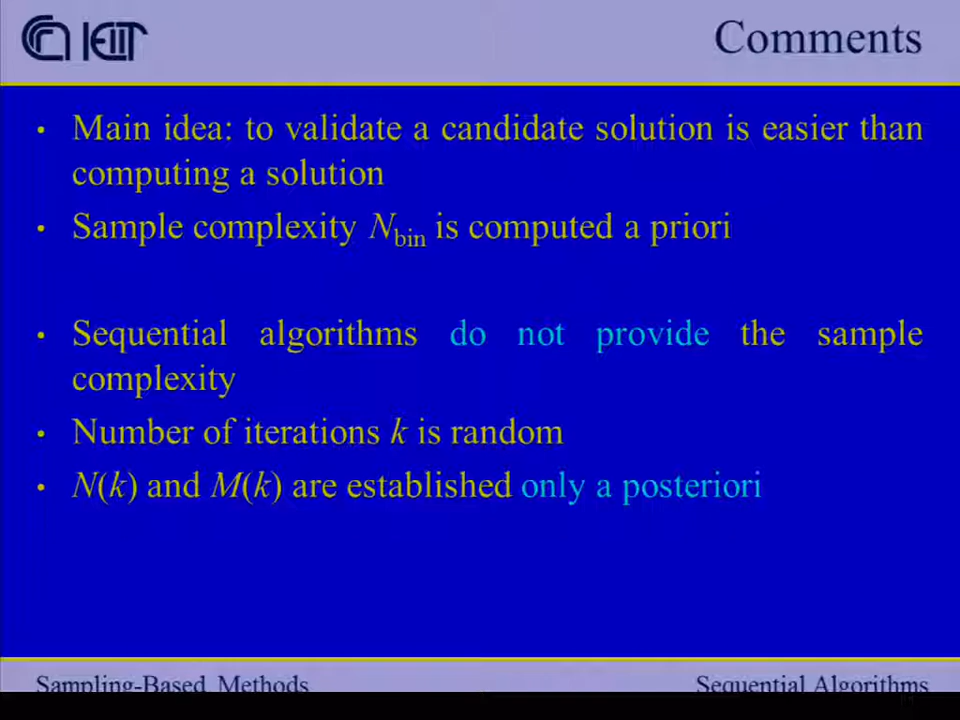 IEIIT
Comments
• Main idea: to validate a candidate solution is easier than
computing a solution
• Sample complexity N_bin is computed a priori
• Sequential algorithms do not provide the sample
complexity
• Number of iterations k is random
• N(k) and M(k) are established only a posteriori
Sampling-Based Methods
Sequential Algorithms